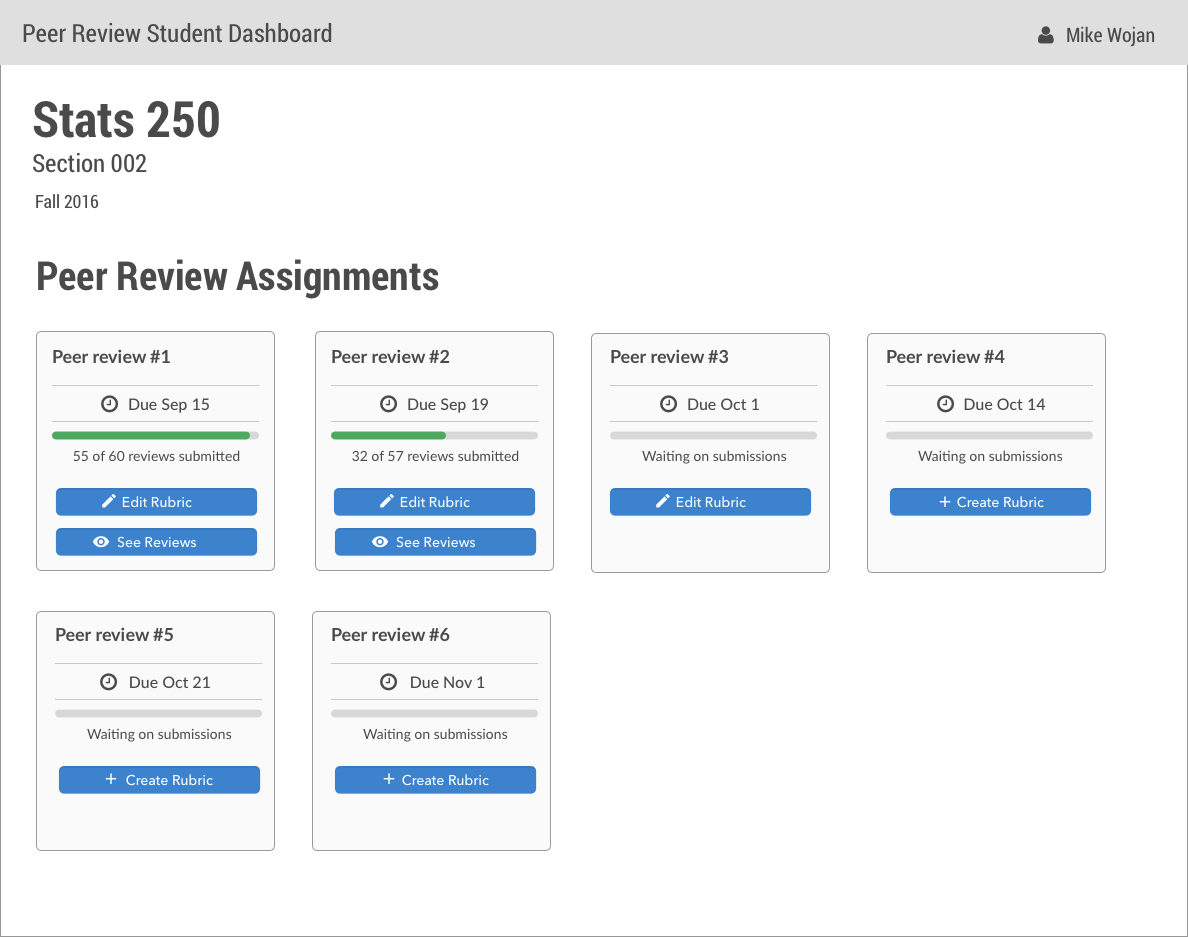 Peer Review Student Dashboard
Mike Wojan
Stats 250
Section 002
Fall 2016
Peer Review Assignments
Peer review #1
Due Sep 15
55 of 60 reviews submitted
Edit Rubric
See Reviews
Peer review #2
Due Sep 19
32 of 57 reviews submitted
Edit Rubric
See Reviews
Peer review #3
Due Oct 1
Waiting on submissions
Edit Rubric
Peer review #4
Due Oct 14
Waiting on submissions
+ Create Rubric
Peer review #5
Due Oct 21
Waiting on submissions
+ Create Rubric
Peer review #6
Due Nov 1
Waiting on submissions
+ Create Rubric